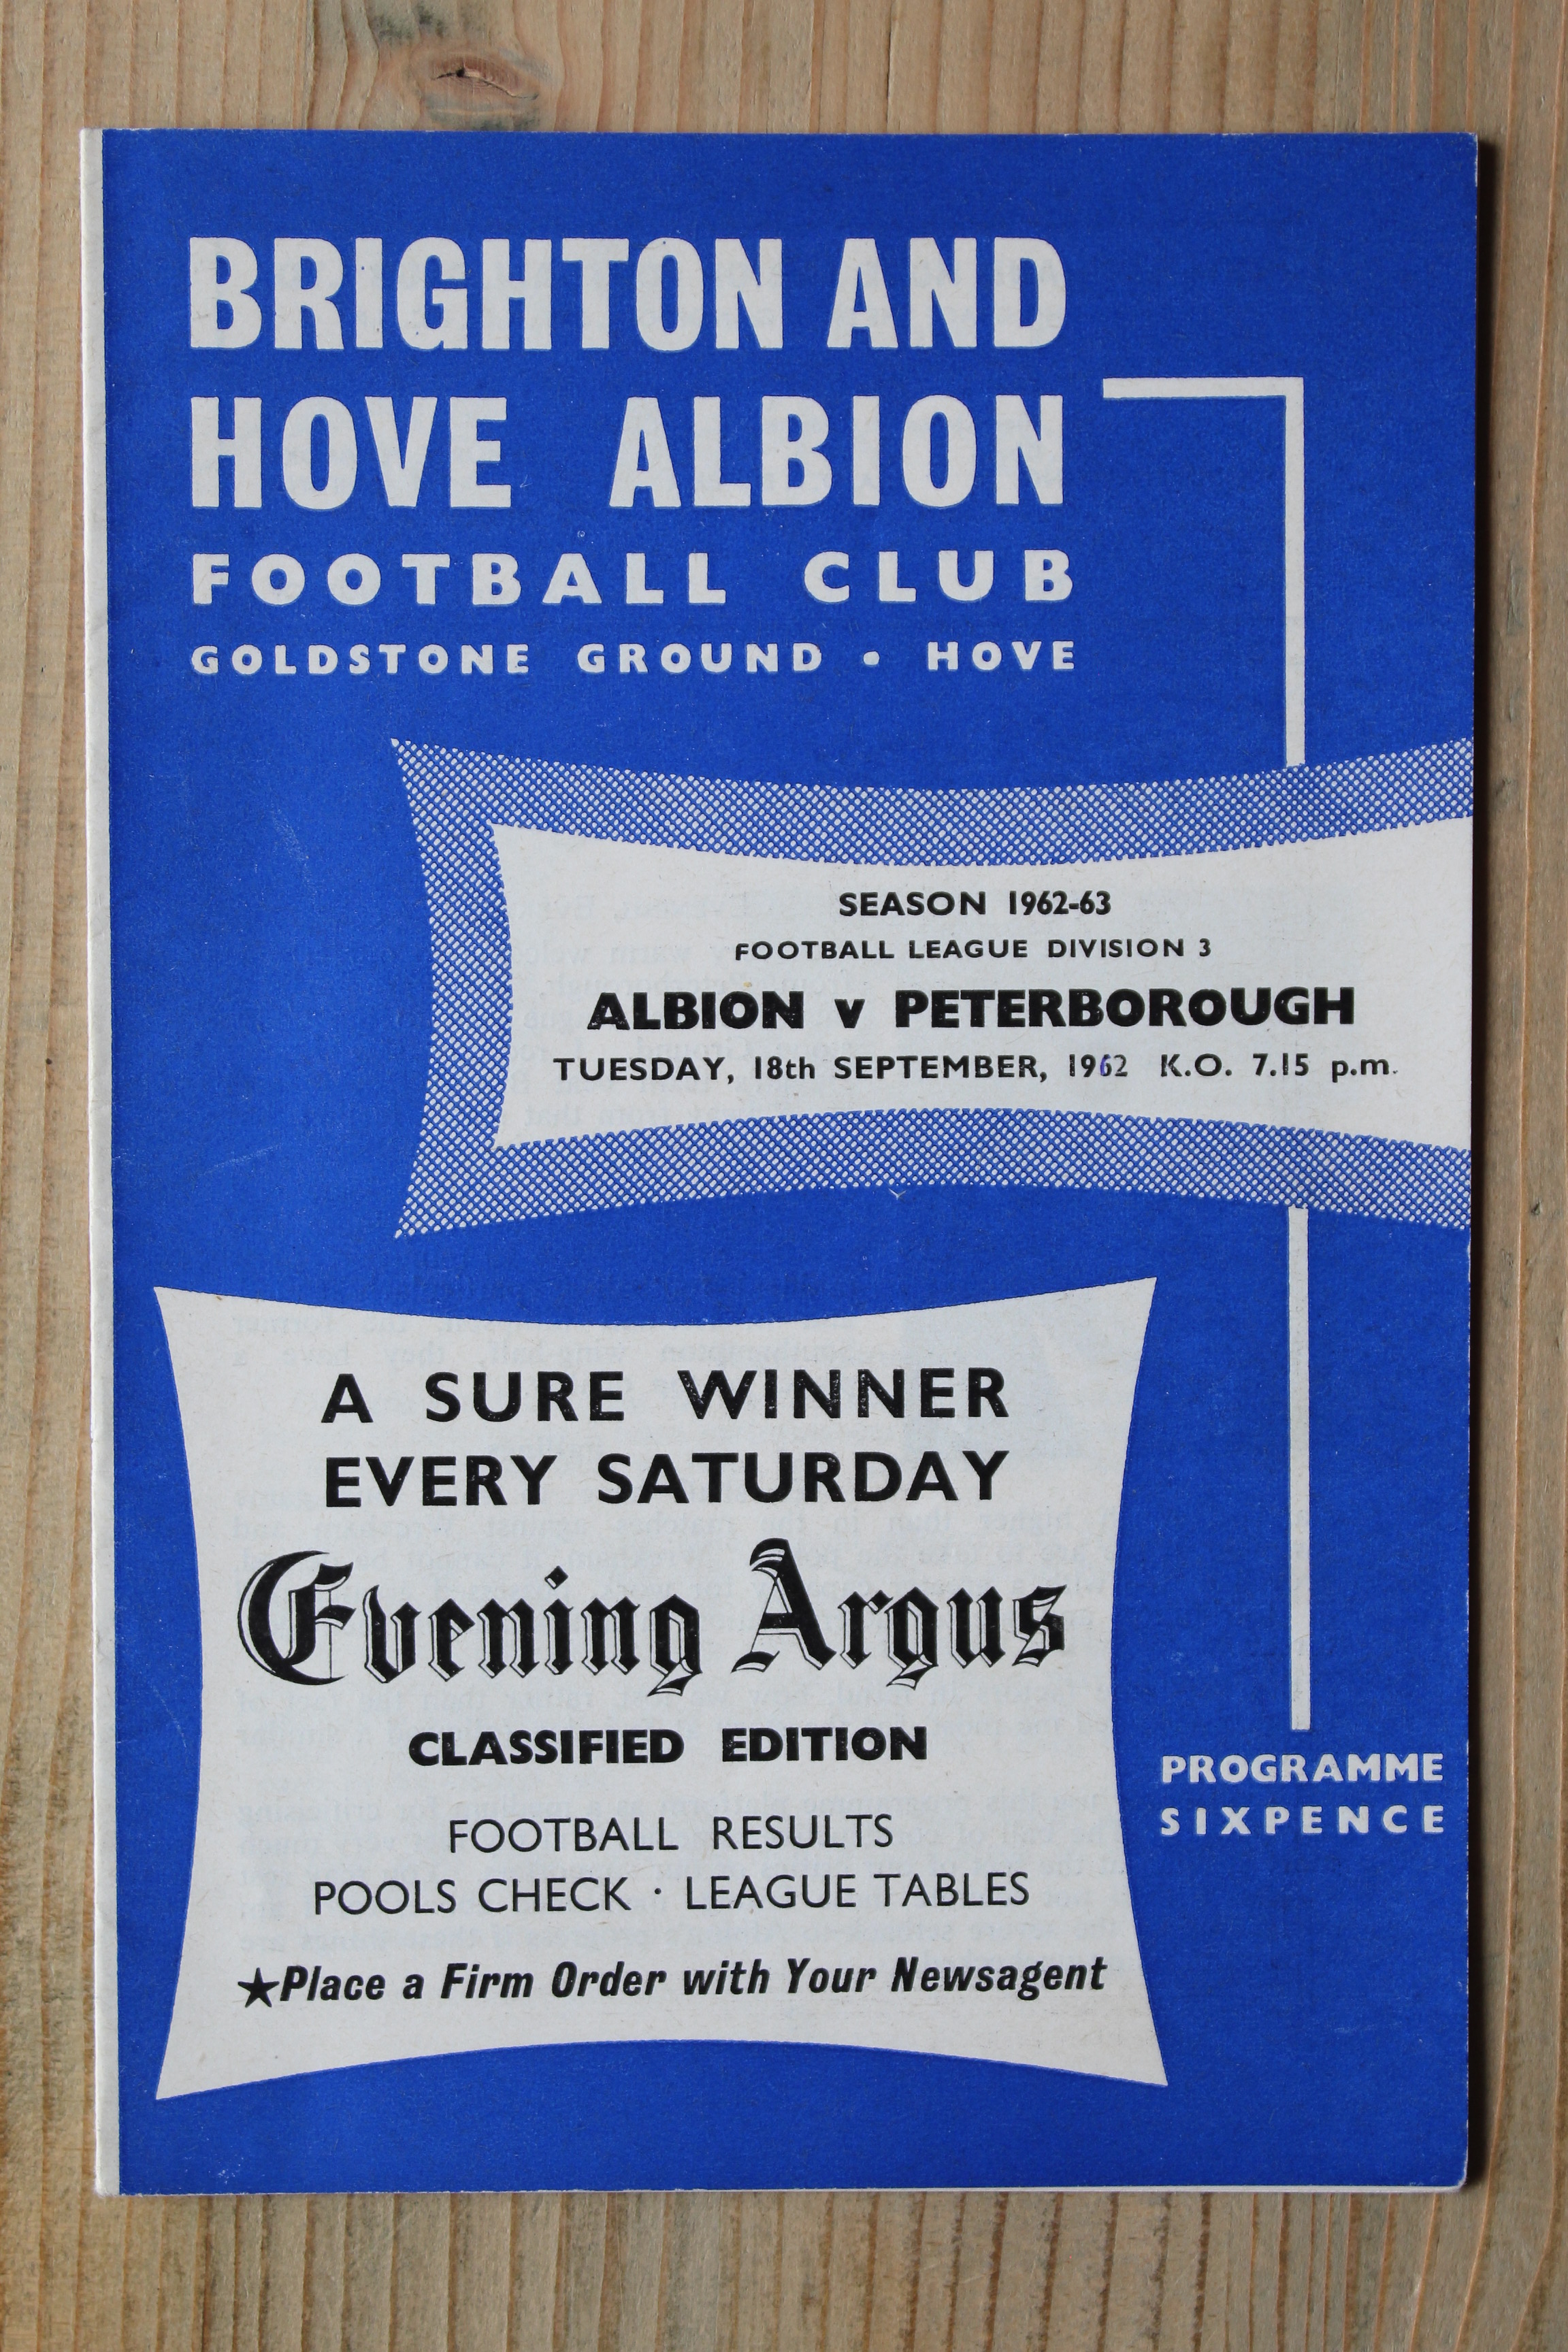 BRIGHTON AND
HOVE ALBION
FOOTBALL CLUB
GOLDSTONE GROUND • HOVE
SEASON 1962-63
FOOTBALL LEAGUE DIVISION 3
ALBION v PETERBOROUGH
TUESDAY, 18th SEPTEMBER, 1962 K.O. 7.15 p.m.
A SURE WINNER
EVERY SATURDAY
Evening Argus
CLASSIFIED EDITION
FOOTBALL RESULTS
POOLS CHECK · LEAGUE TABLES
★Place a Firm Order with Your Newsagent
PROGRAMME
SIXPENCE